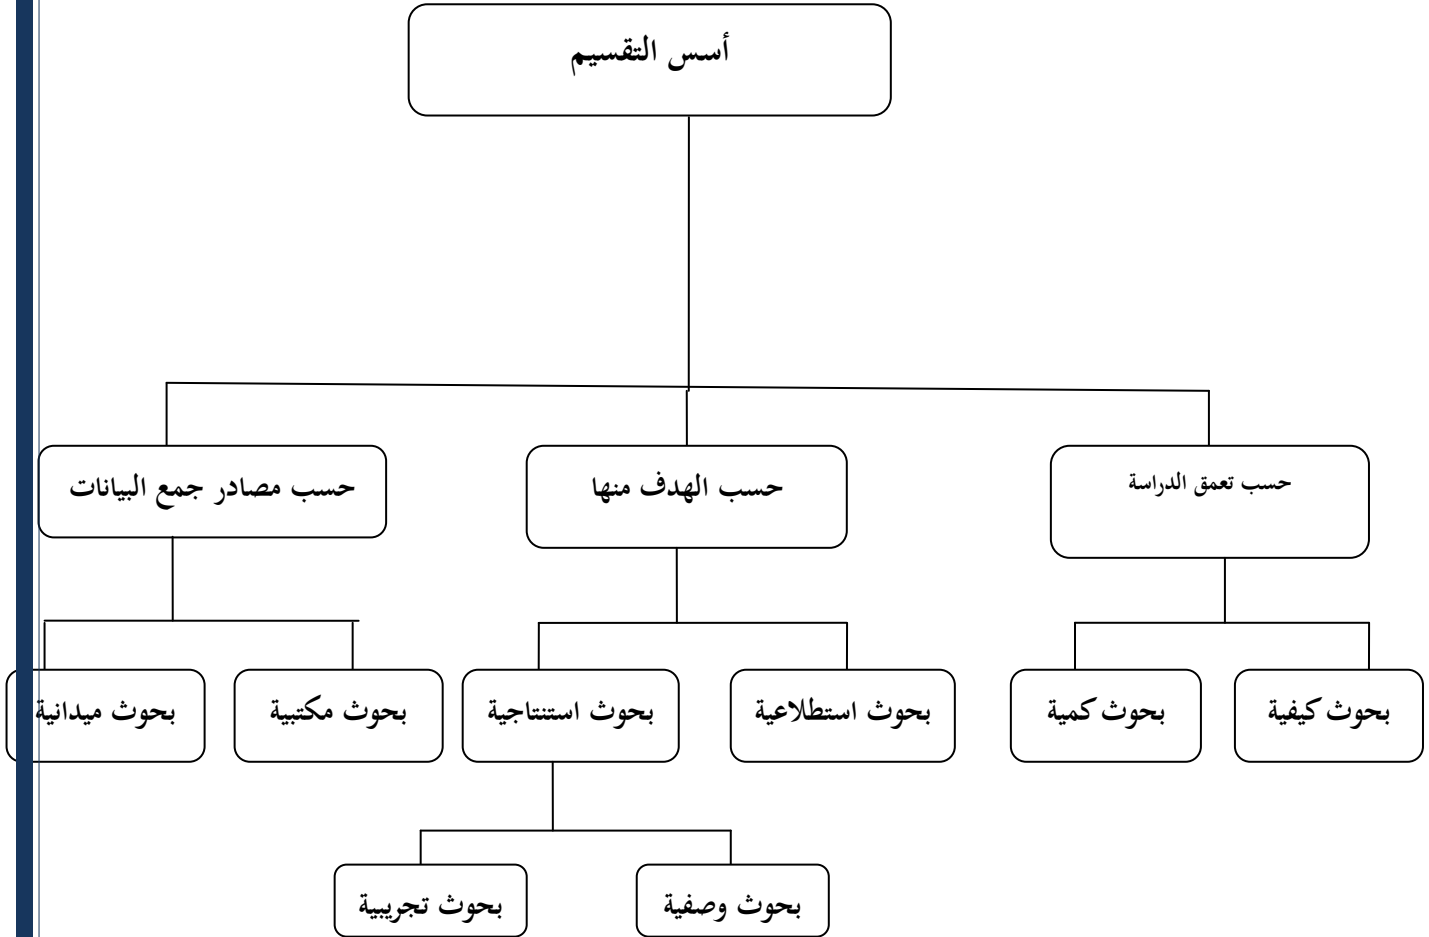 أسس التقسيم
حسب تعمق الدراسة
حسب الهدف منها
حسب مصادر جمع البيانات
بحوث كيفية
بحوث كمية
بحوث استطلاعية
بحوث استنتاجية
بحوث مكتبية
بحوث ميدانية
بحوث وصفية
بحوث تجريبية